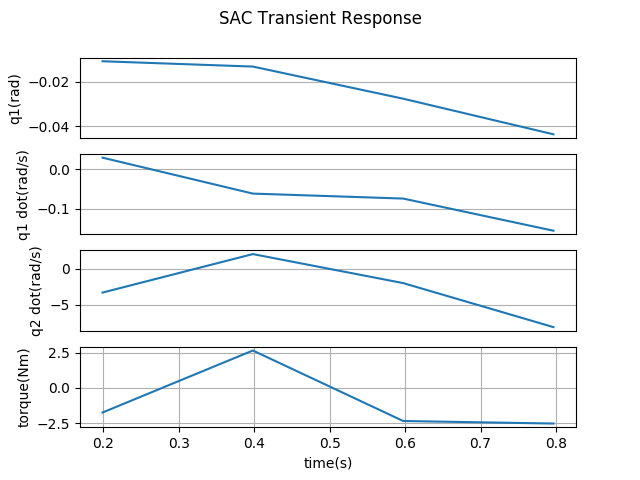 SAC Transient Response
q1(rad)
−0.02
−0.04
q1 dot(rad/s)
0.0
−0.1
q2 dot(rad/s)
0
−5
torque(Nm)
2.5
0.0
−2.5
0.2 0.3 0.4 0.5 0.6 0.7 0.8
time(s)